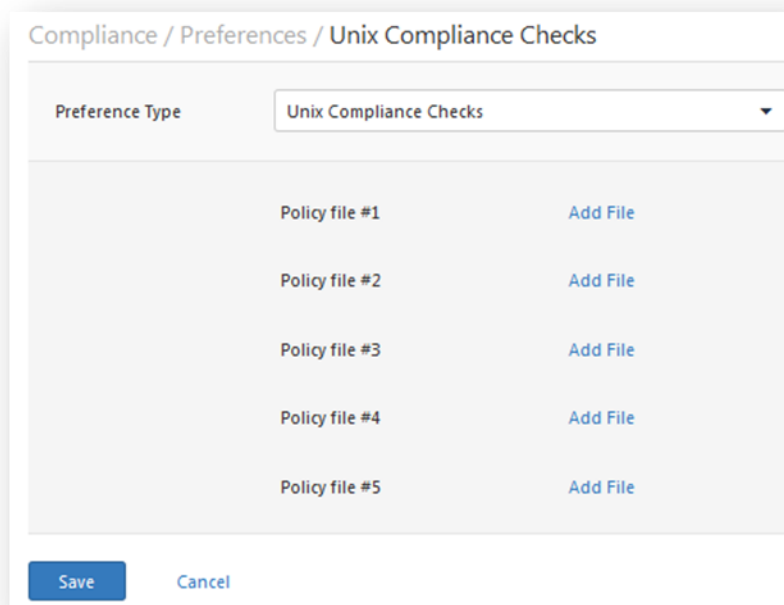 Compliance / Preferences / Unix Compliance Checks
Preference Type Unix Compliance Checks
Policy file #1 Add File
Policy file #2 Add File
Policy file #3 Add File
Policy file #4 Add File
Policy file #5 Add File
Save Cancel